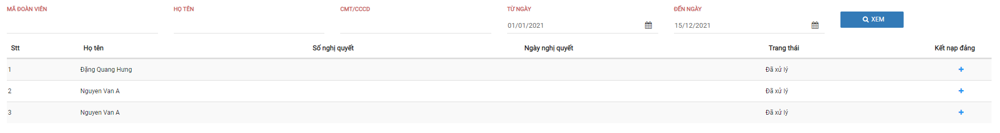 MÃ ĐOÀN VIÊN HỌ TÊN CMT/CCCD TỪ NGÀY ĐẾN NGÀY
01/01/2021 15/12/2021 XEM
Stt Họ tên Số nghị quyết Ngày nghị quyết Trang thái Kết nạp đảng
1 Đặng Quang Hưng Đã xử lý
2 Nguyen Van A Đã xử lý
3 Nguyen Van A Đã xử lý